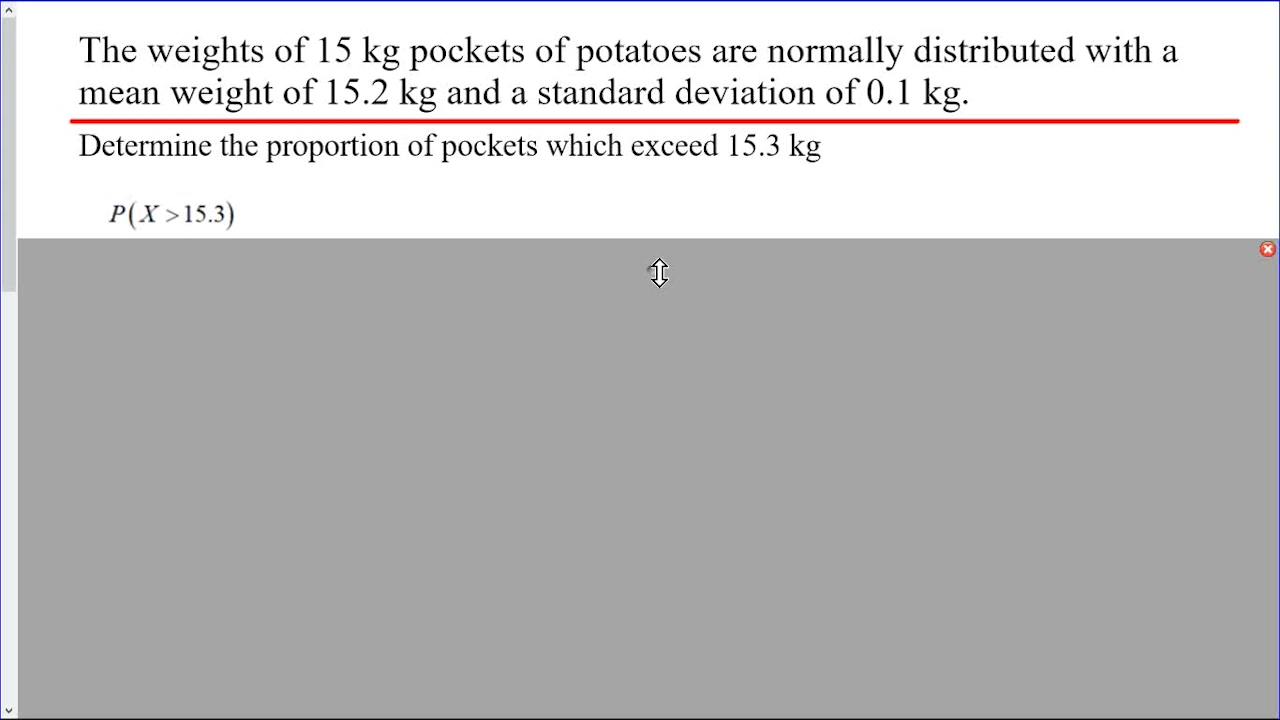 The weights of 15 kg pockets of potatoes are normally distributed with a
mean weight of 15.2 kg and a standard deviation of 0.1 kg.
Determine the proportion of pockets which exceed 15.3 kg
P(X >15.3)